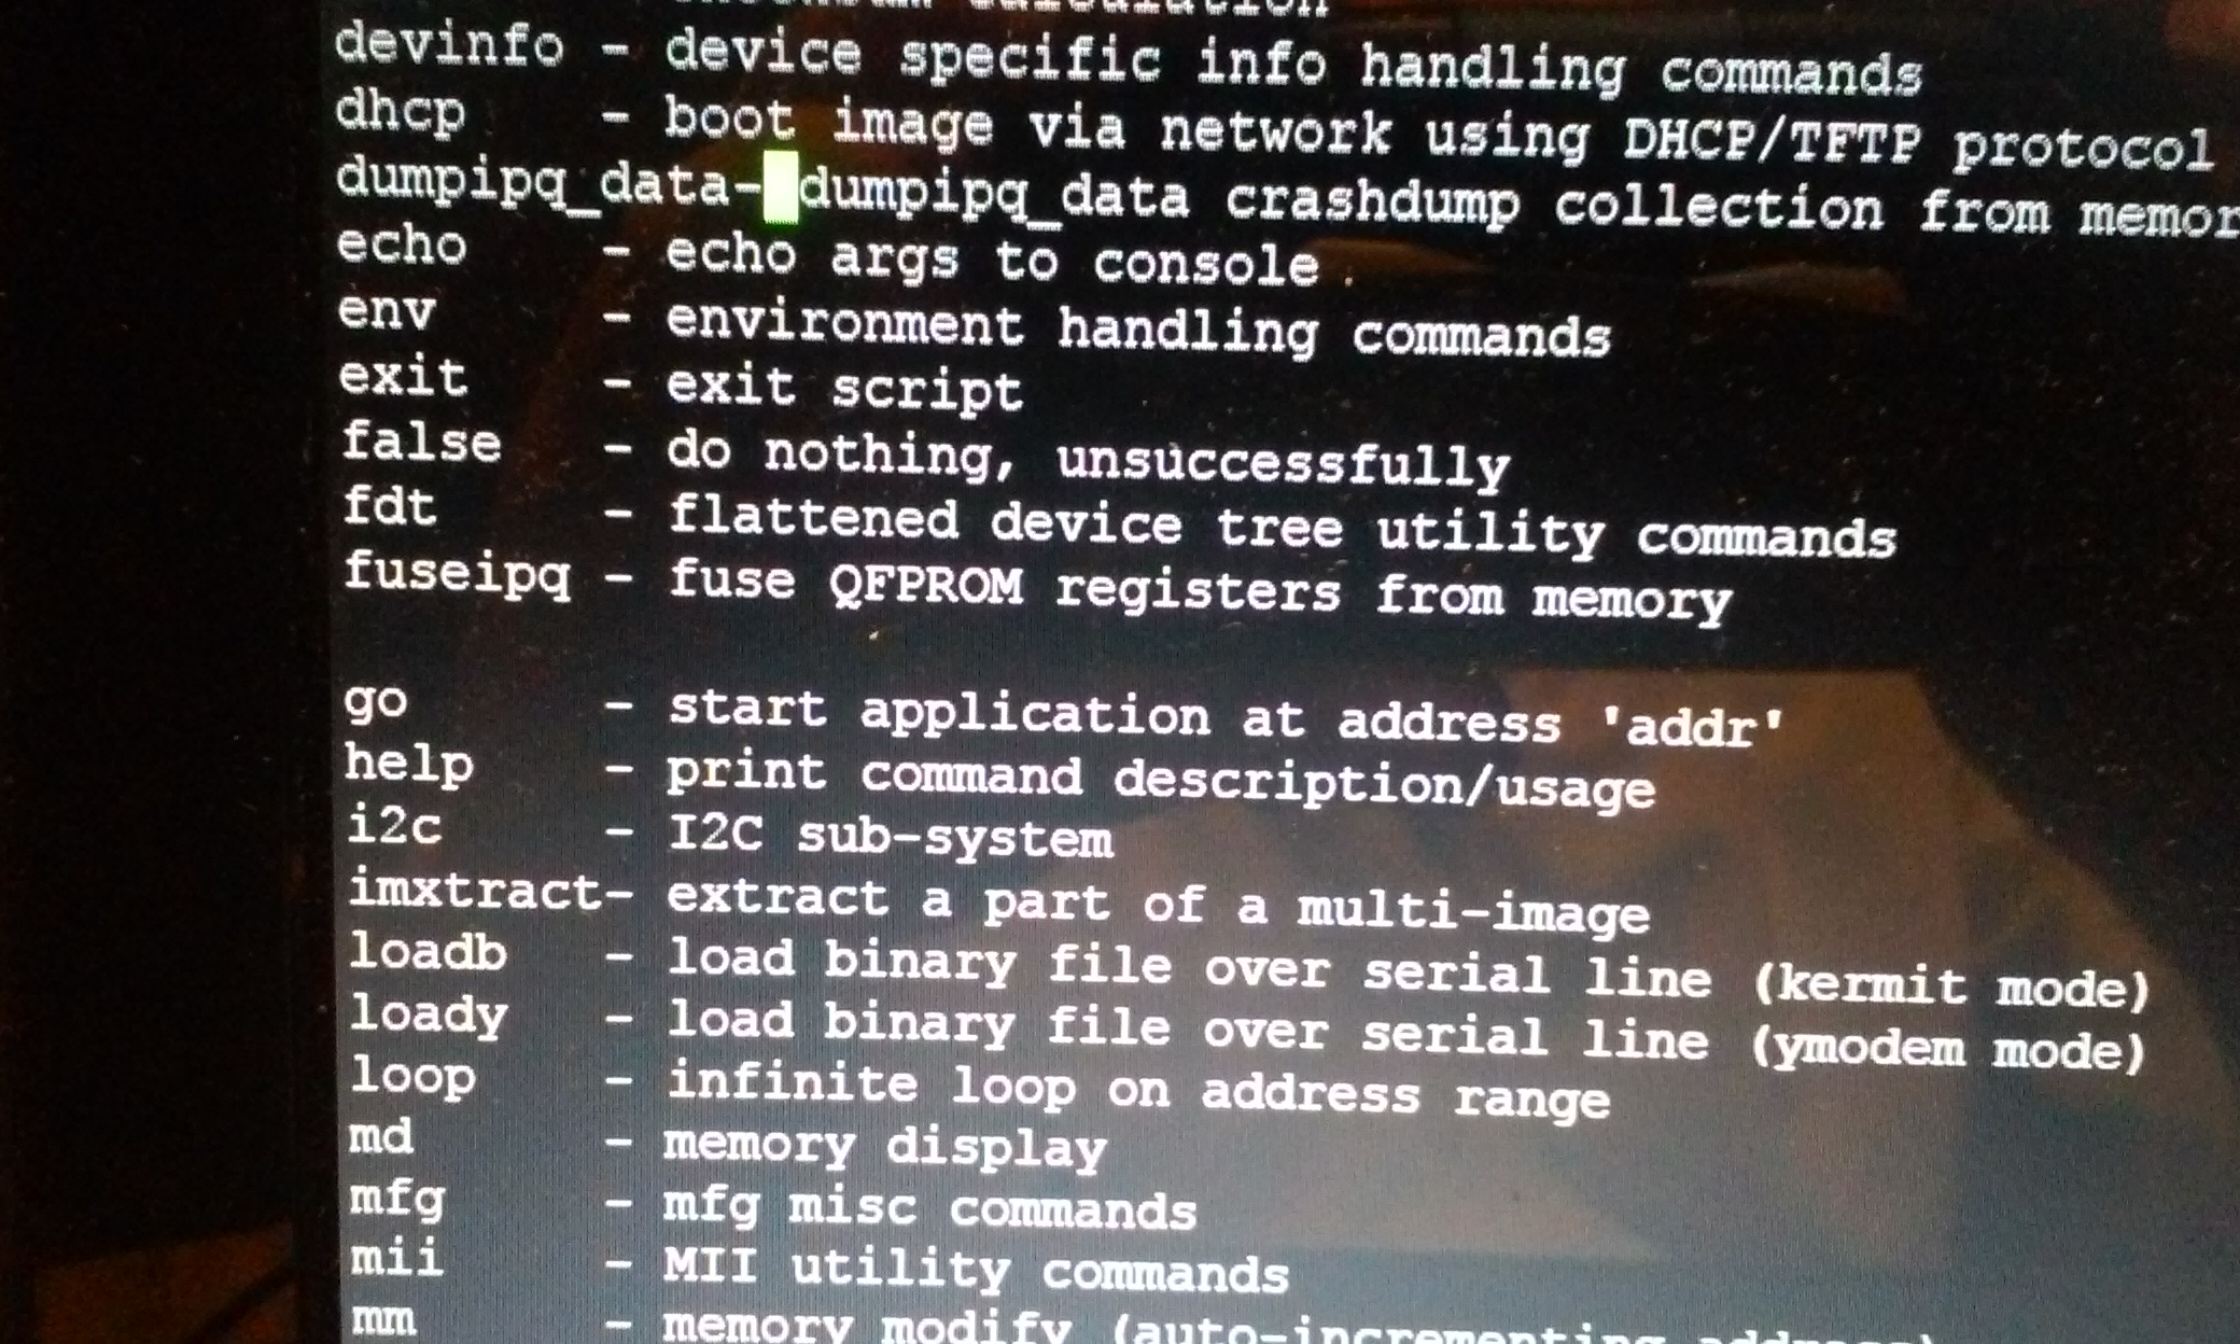 devinfo - device specific info handling commands
dhcp - boot image via network using DHCP/TFTP protocol
dumpipq_data- dumpipq_data crashdump collection from memor
echo - echo args to console
env - environment handling commands
exit - exit script
false - do nothing, unsuccessfully
fdt - flattened device tree utility commands
fuseipq - fuse QFPROM registers from memory
go - start application at address 'addr'
help - print command description/usage
i2c - I2C sub-system
imxtract- extract a part of a multi-image
loadb - load binary file over serial line (kermit mode)
loady - load binary file over serial line (ymodem mode)
loop - infinite loop on address range
md - memory display
mfg - mfg misc commands
mii - MII utility commands
mm - memory modify (auto-incrementing address)